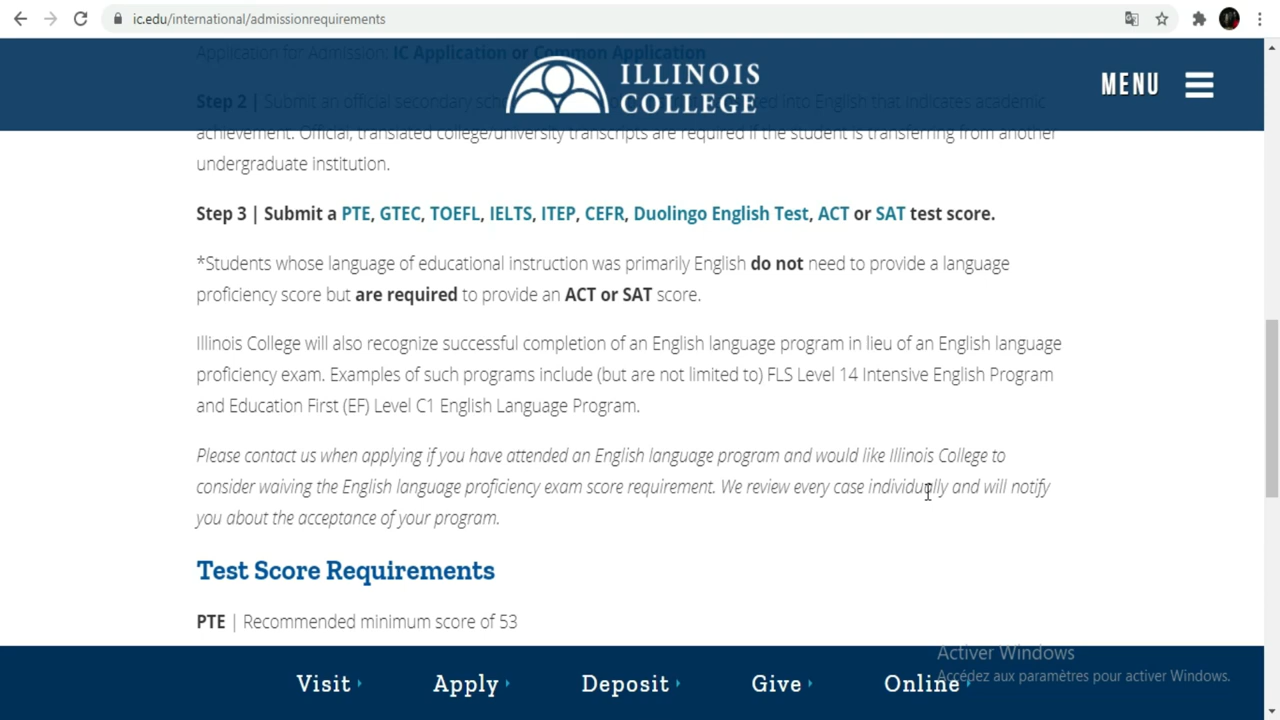 ic.edu/international/admissionrequirements
Application for Admission: IC Application or Common Application
ILLINOIS
COLLEGE
MENU
Step 2 | Submit an official secondary into English that indicates academic
achievement. Official, translated college/university transcripts are required if the student is transferring from another
undergraduate institution.
Step 3 | Submit a PTE, GTEC, TOEFL, IELTS, ITEP, CEFR, Duolingo English Test, ACT or SAT test score.
*Students whose language of educational instruction was primarily English do not need to provide a language
proficiency score but are required to provide an ACT or SAT score.
Illinois College will also recognize successful completion of an English language program in lieu of an English language
proficiency exam. Examples of such programs include (but are not limited to) FLS Level 14 Intensive English Program
and Education First (EF) Level C1 English Language Program.
Please contact us when applying if you have attended an English language program and would like Illinois College to
consider waiving the English language proficiency exam score requirement. We review every case individually and will notify
you about the acceptance of your program.
Test Score Requirements
PTE | Recommended minimum score of 53
Activer Windows
Accédez aux paramètres pour activer Windows.
Visit Apply Deposit Give Online